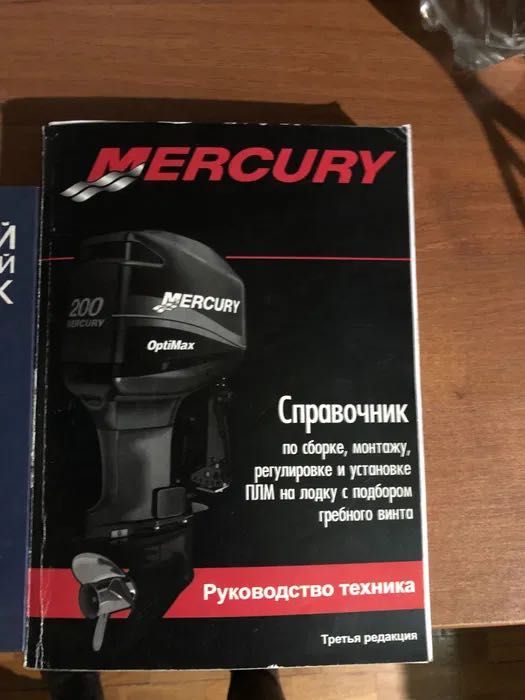 MERCURY
Й
Й
К
200
MERCURY
MERCURY
OptiMax
Справочник
по сборке, монтажу,
регулировке и установке
ПЛМ на лодку с подбором
гребного винта
Руководство техника
Третья редакция